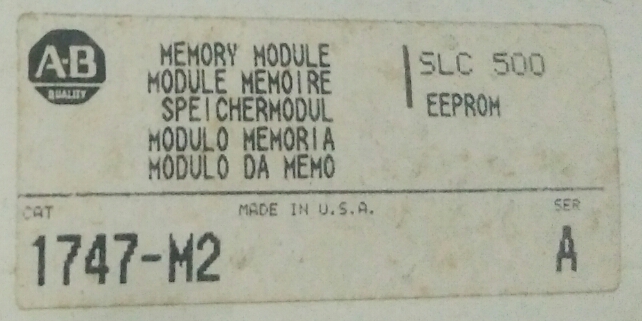 A-B
QUALITY
MEMORY MODULE
MODULE MEMOIRE
SPEICHERMODUL
MODULO MEMORIA
MODULO DA MEMO
SLC 500
EEPROM
CAT
MADE IN U.S.A.
SER
1747-M2
A